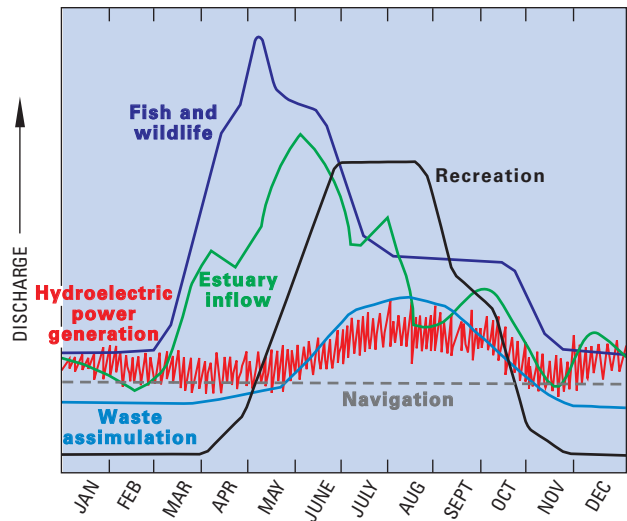 Fish and
wildlife
Recreation
Estuary
inflow
Hydroelectric
power
generation
Navigation
Waste
assimulation
DISCHARGE
JAN
FEB
MAR
APR
MAY
JUNE
JULY
AUG
SEPT
OCT
NOV
DEC